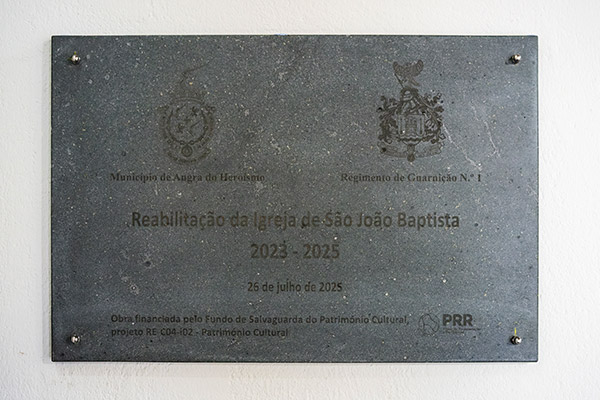 Município de Angra do Heroísmo
Regimento de Guarnição N.º 1
Reabilitação da Igreja de São João Baptista
2023 - 2025
26 de julho de 2025
Obra financiada pelo Fundo de Salvaguarda do Património Cultural,
projeto RE-C04-i02 - Património Cultural
PRR